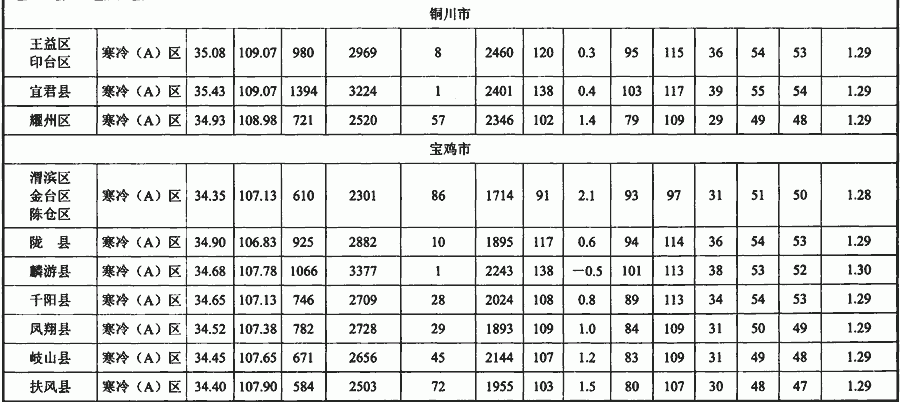 铜川市
王益区
印台区 寒冷（A）区 35.08 109.07 980 2969 8 2460 120 0.3 95 115 36 54 53 1.29
宜君县 寒冷（A）区 35.43 109.07 1394 3224 1 2401 138 0.4 103 117 39 55 54 1.29
耀州区 寒冷（A）区 34.93 108.98 721 2520 57 2346 102 1.4 79 109 29 49 48 1.29
宝鸡市
渭滨区
金台区 寒冷（A）区 34.35 107.13 610 2301 86 1714 91 2.1 93 97 31 51 50 1.28
陈仓区
陇 县 寒冷（A）区 34.90 106.83 925 2882 10 1895 117 0.6 94 114 36 54 53 1.29
麟游县 寒冷（A）区 34.68 107.78 1066 3377 1 2243 138 －0.5 101 113 38 53 52 1.30
千阳县 寒冷（A）区 34.65 107.13 746 2709 28 2024 108 0.8 89 113 34 54 53 1.29
凤翔县 寒冷（A）区 34.52 107.38 782 2728 29 1893 109 1.0 84 109 31 50 49 1.29
岐山县 寒冷（A）区 34.45 107.65 671 2656 45 2144 107 1.2 83 109 31 49 48 1.29
扶风县 寒冷（A）区 34.40 107.90 584 2503 72 1955 103 1.5 80 107 30 48 47 1.29